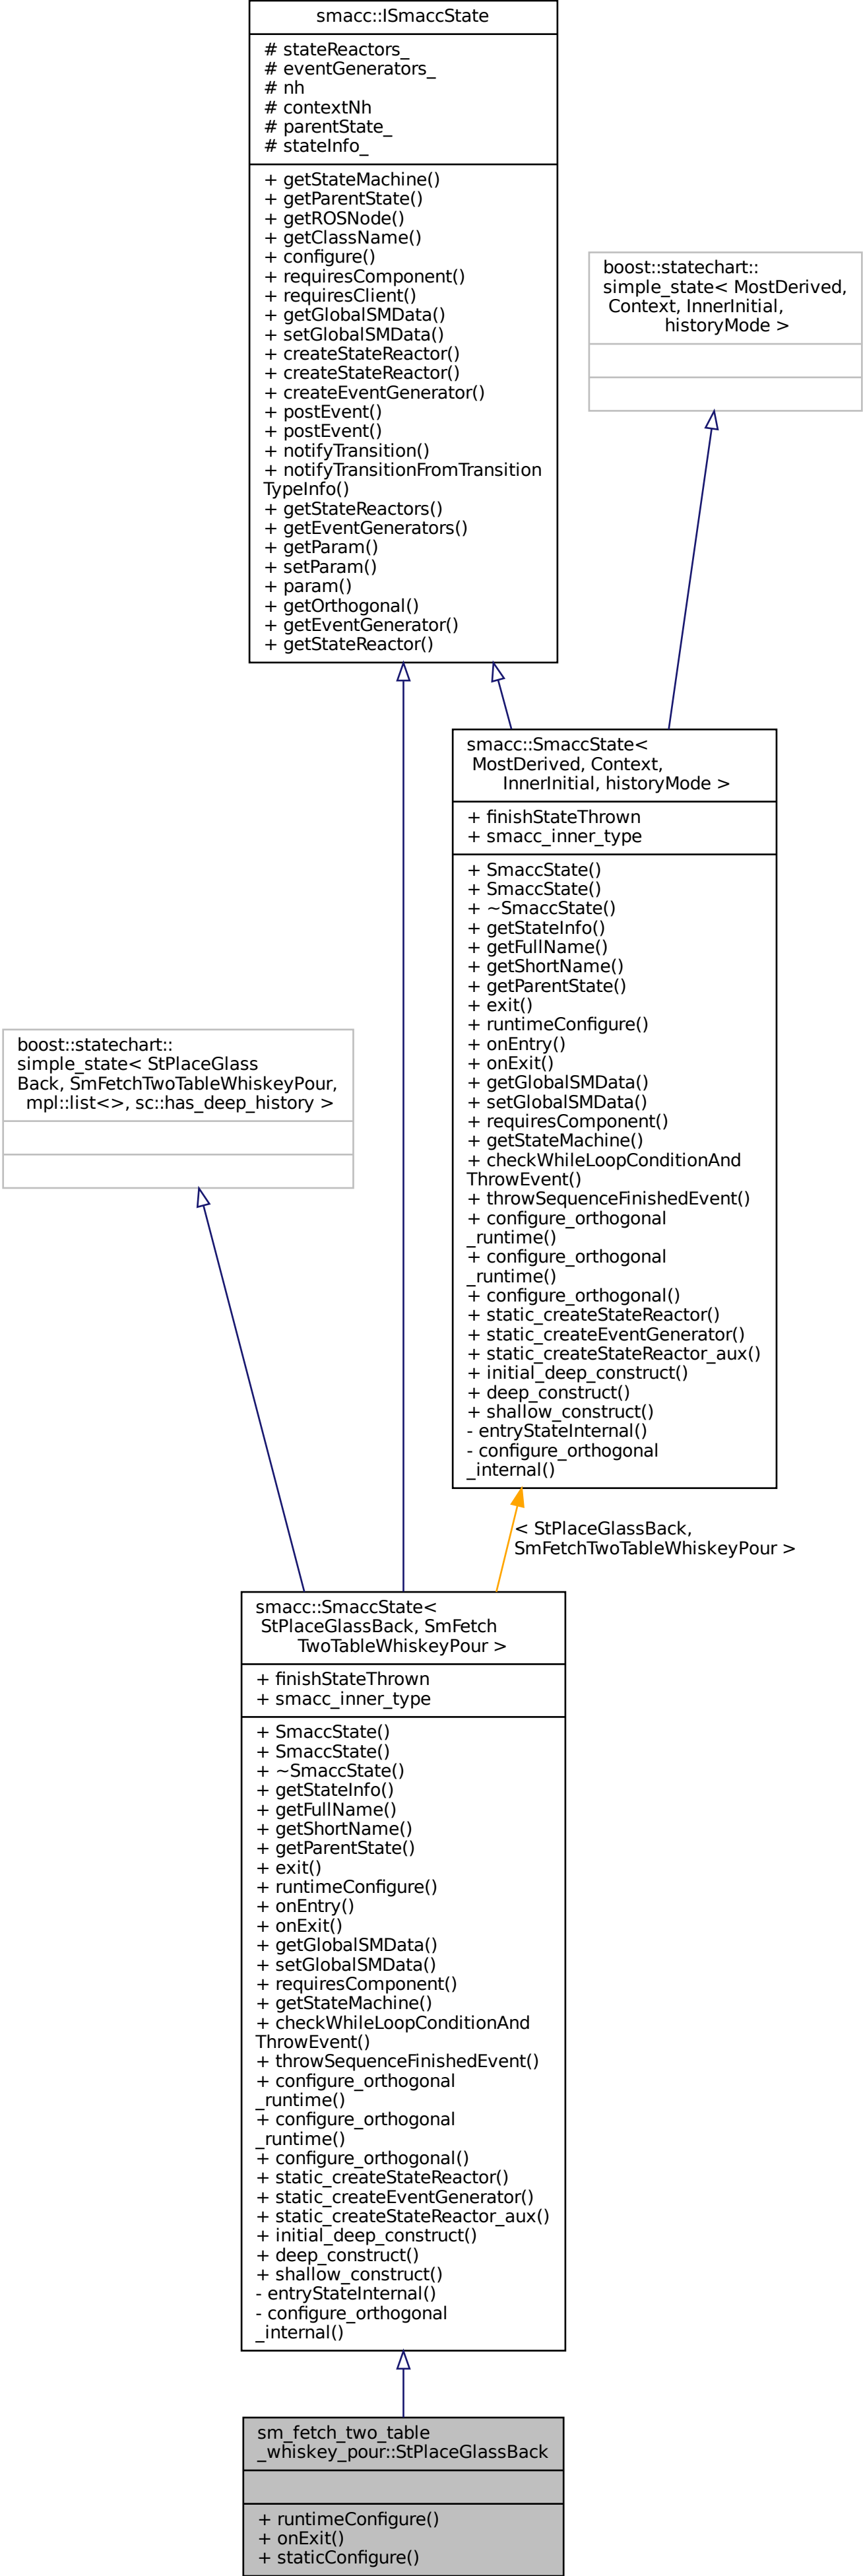 smacc::ISmaccState
# stateReactors_
# eventGenerators_
# nh
# contextNh
# parentState_
# stateInfo_
+ getStateMachine()
+ getParentState()
+ getROSNode()
+ getClassName()
+ configure()
+ requiresComponent()
+ requiresClient()
+ getGlobalSMData()
+ setGlobalSMData()
+ createStateReactor()
+ createStateReactor()
+ createEventGenerator()
+ postEvent()
+ postEvent()
+ notifyTransition()
+ notifyTransitionFromTransition
TypeInfo()
+ getStateReactors()
+ getEventGenerators()
+ getParam()
+ setParam()
+ param()
+ getOrthogonal()
+ getEventGenerator()
+ getStateReactor()
boost::statechart::
simple_state< MostDerived,
Context, InnerInitial,
historyMode >
smacc::SmaccState<
MostDerived, Context,
InnerInitial, historyMode >
+ finishStateThrown
+ smacc_inner_type
+ SmaccState()
+ SmaccState()
+ ~SmaccState()
+ getStateInfo()
+ getFullName()
+ getShortName()
+ getParentState()
+ exit()
+ runtimeConfigure()
+ onEntry()
+ onExit()
+ getGlobalSMData()
+ setGlobalSMData()
+ requiresComponent()
+ getStateMachine()
+ checkWhileLoopConditionAnd
ThrowEvent()
+ throwSequenceFinishedEvent()
+ configure_orthogonal
_runtime()
+ configure_orthogonal
_runtime()
+ configure_orthogonal()
+ static_createStateReactor()
+ static_createEventGenerator()
+ static_createStateReactor_aux()
+ initial_deep_construct()
+ deep_construct()
+ shallow_construct()
- entryStateInternal()
- configure_orthogonal
_internal()
boost::statechart::
simple_state< StPlaceGlass
Back, SmFetchTwoTableWhiskeyPour,
mpl::list<>, sc::has_deep_history >
< StPlaceGlassBack,
SmFetchTwoTableWhiskeyPour >
smacc::SmaccState<
StPlaceGlassBack, SmFetch
TwoTableWhiskeyPour >
+ finishStateThrown
+ smacc_inner_type
+ SmaccState()
+ SmaccState()
+ ~SmaccState()
+ getStateInfo()
+ getFullName()
+ getShortName()
+ getParentState()
+ exit()
+ runtimeConfigure()
+ onEntry()
+ onExit()
+ getGlobalSMData()
+ setGlobalSMData()
+ requiresComponent()
+ getStateMachine()
+ checkWhileLoopConditionAnd
ThrowEvent()
+ throwSequenceFinishedEvent()
+ configure_orthogonal
_runtime()
+ configure_orthogonal
_runtime()
+ configure_orthogonal()
+ static_createStateReactor()
+ static_createEventGenerator()
+ static_createStateReactor_aux()
+ initial_deep_construct()
+ deep_construct()
+ shallow_construct()
- entryStateInternal()
- configure_orthogonal
_internal()
sm_fetch_two_table
_whiskey_pour::StPlaceGlassBack
+ runtimeConfigure()
+ onExit()
+ staticConfigure()